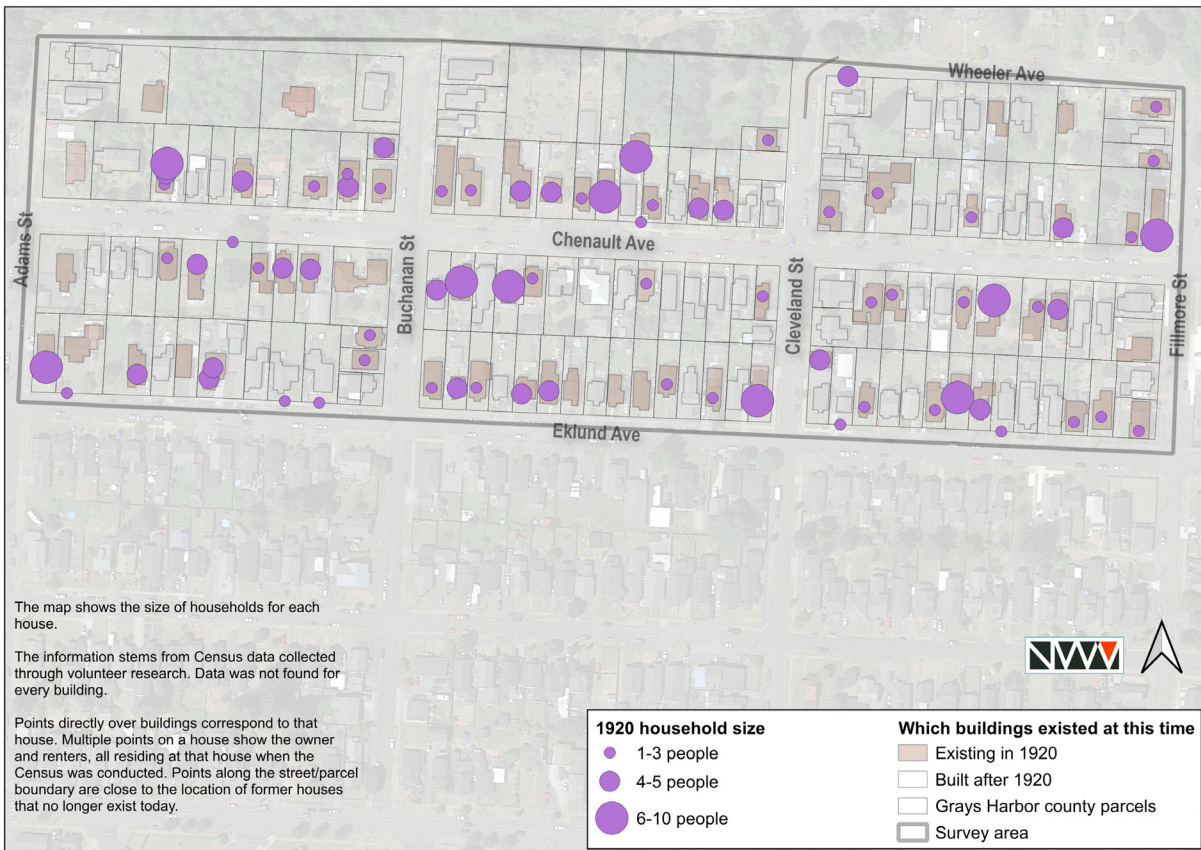 Wheeler Ave
Adams St
Buchanan St
Chenault Ave
Cleveland St
Fillmore St
Eklund Ave
The map shows the size of households for each
house.
The information stems from Census data collected
through volunteer research. Data was not found for
every building.
Points directly over buildings correspond to that
house. Multiple points on a house show the owner
and renters, all residing at that house when the
Census was conducted. Points along the street/parcel
boundary are close to the location of former houses
that no longer exist today.
NWV
1920 household size
1-3 people
4-5 people
6-10 people
Which buildings existed at this time
Existing in 1920
Built after 1920
Grays Harbor county parcels
Survey area